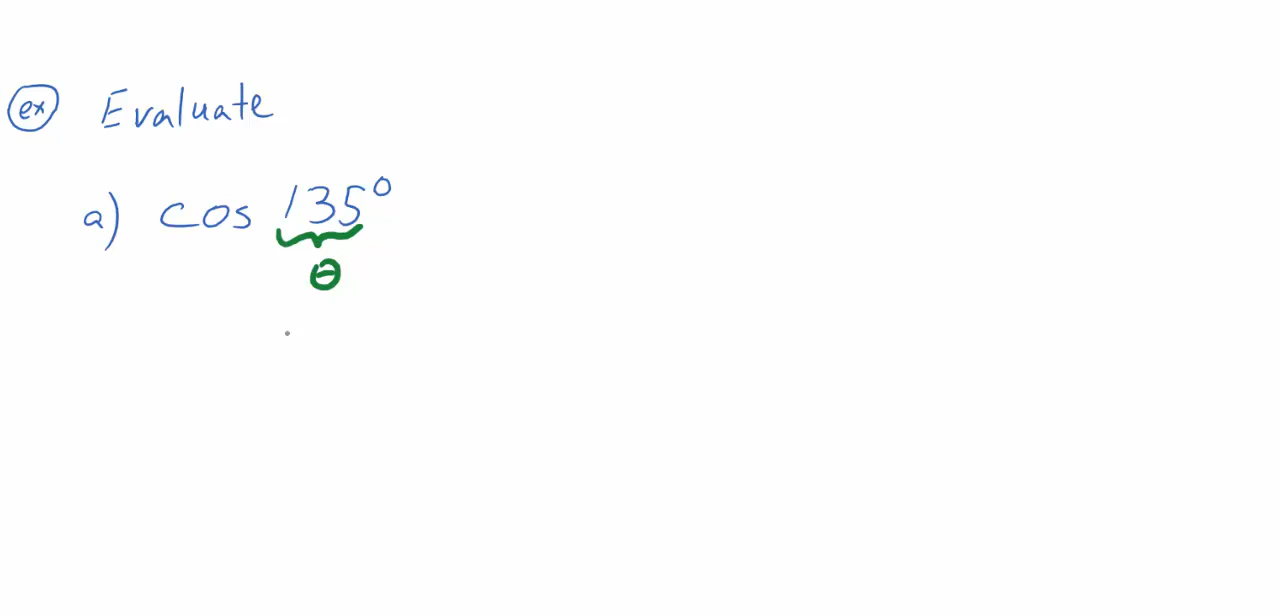 ex Evaluate
a) cos 135°
θ